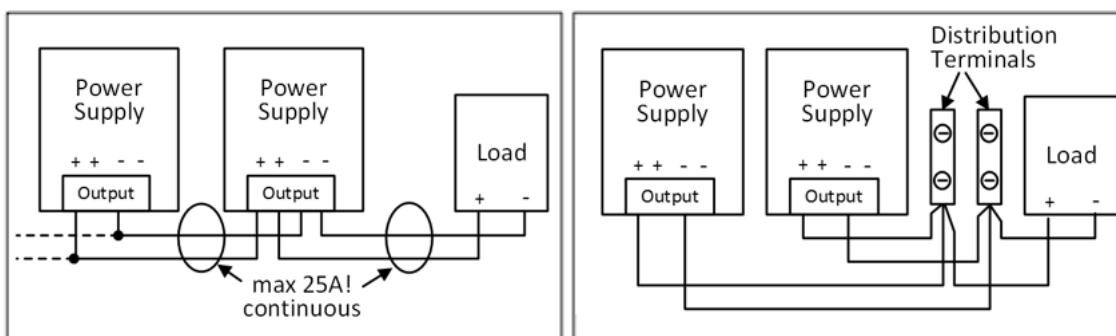 Power
Supply
+ + - -
Output
Power
Supply
+ + - -
Output
Load
+ -
max 25A!
continuous
Distribution
Terminals
Power
Supply
+ + - -
Output
Power
Supply
+ + - -
Output
Load
+ -